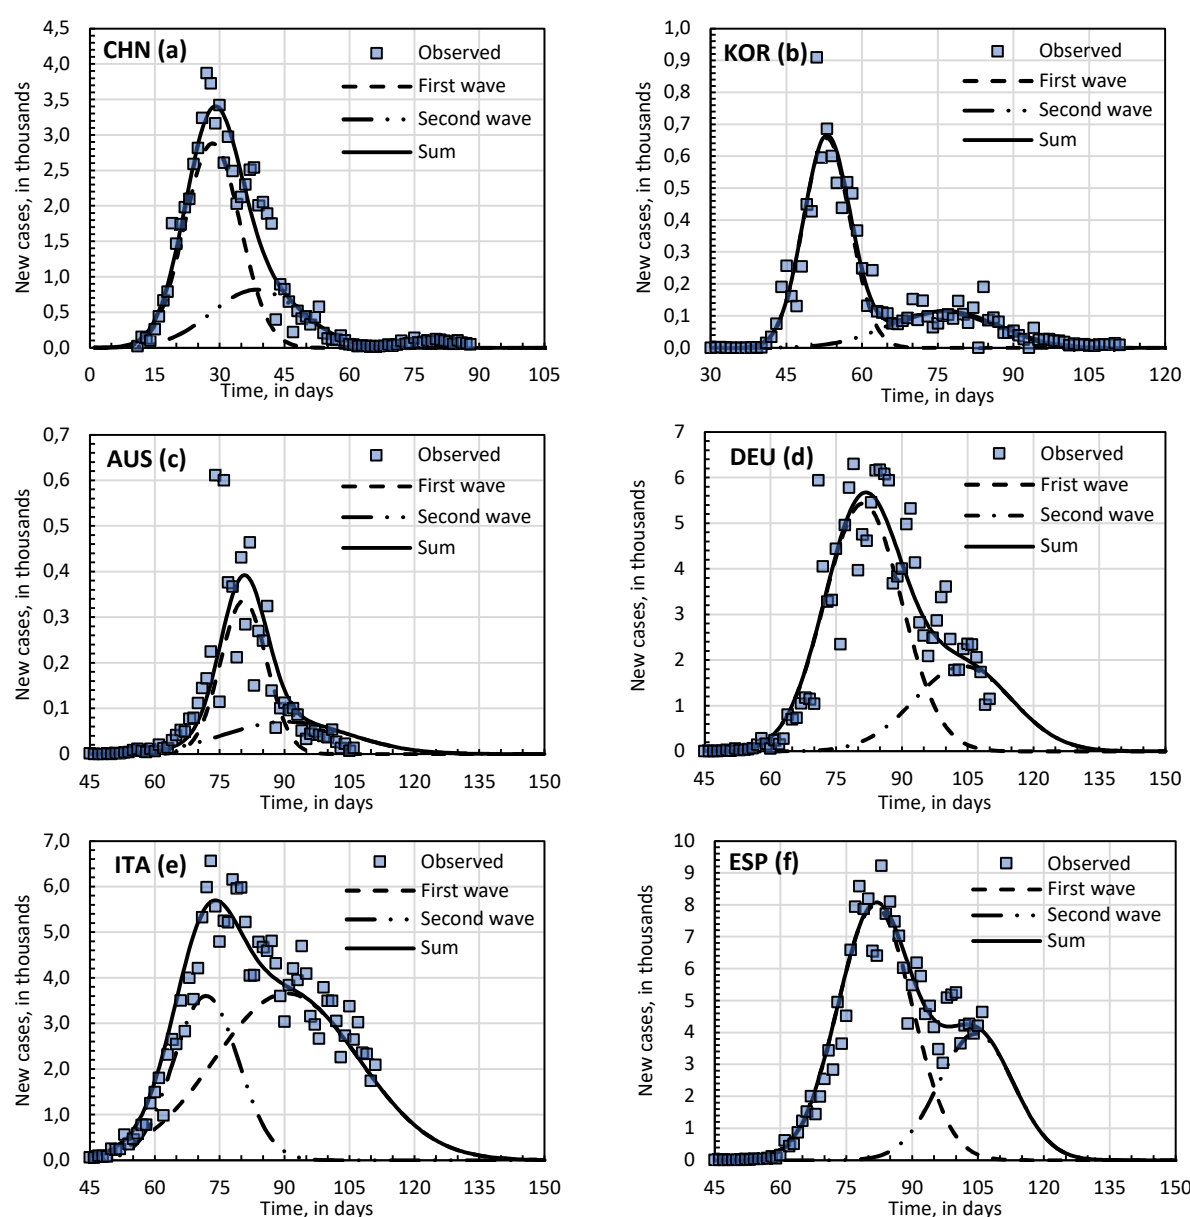 CHN (a)
Observed
First wave
Second wave
Sum
New cases, in thousands
4,5
4,0
3,5
3,0
2,5
2,0
1,5
1,0
0,5
0,0
0 15 30 45 60 75 90 105
Time, in days
KOR (b)
Observed
First wave
Second wave
Sum
New cases, in thousands
1,0
0,9
0,8
0,7
0,6
0,5
0,4
0,3
0,2
0,1
0,0
30 45 60 75 90 105 120
Time, in days
AUS (c)
Observed
First wave
Second wave
Sum
New cases, in thousands
0,7
0,6
0,5
0,4
0,3
0,2
0,1
0
45 60 75 90 105 120 135 150
Time, in days
DEU (d)
Observed
Frist wave
Second wave
Sum
New cases, in thousands
7
6
5
4
3
2
1
0
45 60 75 90 105 120 135 150
Time, in days
ITA (e)
Observed
First wave
Second wave
Sum
New cases, in thousands
7,0
6,0
5,0
4,0
3,0
2,0
1,0
0,0
45 60 75 90 105 120 135 150
Time, in days
ESP (f)
Observed
First wave
Second wave
Sum
New cases, in thousands
10
9
8
7
6
5
4
3
2
1
0
45 60 75 90 105 120 135 150
Time, in days